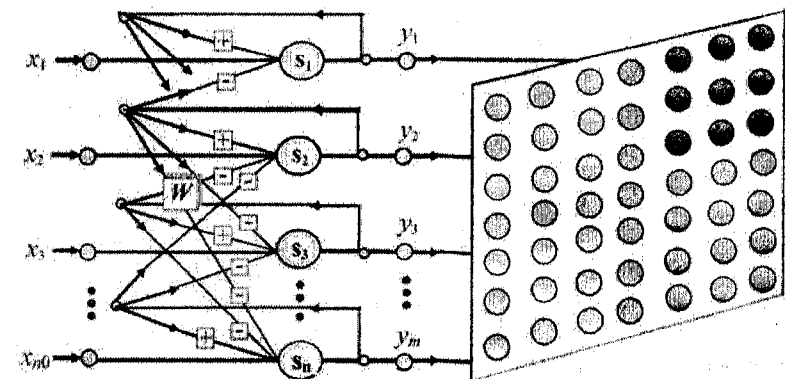 x1 + s1 y1
-
x2 + s2 y2
- -
W
-
x3 + s3 y3
-
-
xn0 + sn ym